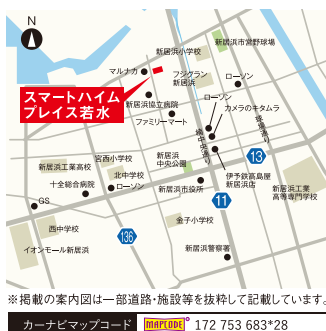 N
新居浜小学校
新居浜市営野球場
マルナカ
フジグラン
新居浜
ローソン
スマートハイム
プレイス若水
新居浜協立病院
ローソン
カメラのキタムラ
ファミリーマート
繞中央通り
昭和通り
13
新居浜
中央公園
伊予鉄髙島屋
新居浜店
宮西小学校
新居浜工業高校
北中学校
十全総合病院
ローソン
新居浜市役所
新居浜工業
高等専門学校
GS
11
西中学校
136
金子小学校
イオンモール新居浜
新居浜警察署
※掲載の案内図は一部道路・施設等を抜粋して記載しています。
カーナビマップコード MAPCODE® 172 753 683*28